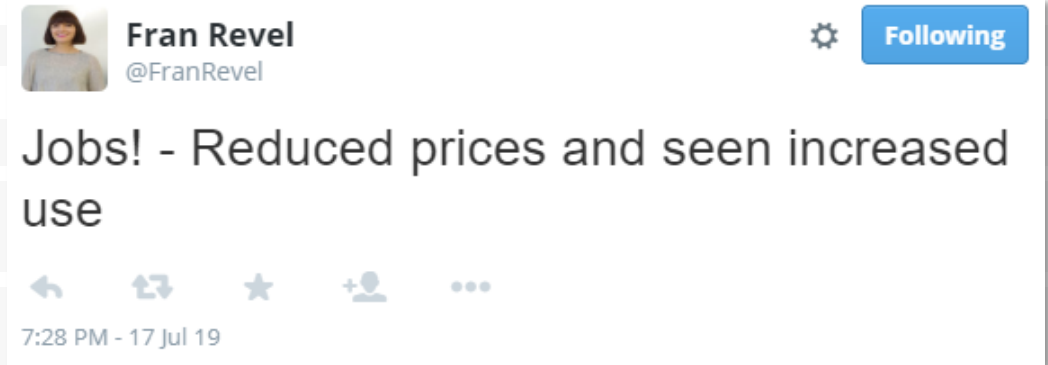 Fran Revel
Following
@FranRevel
Jobs! - Reduced prices and seen increased
use
7:28 PM - 17 Jul 19